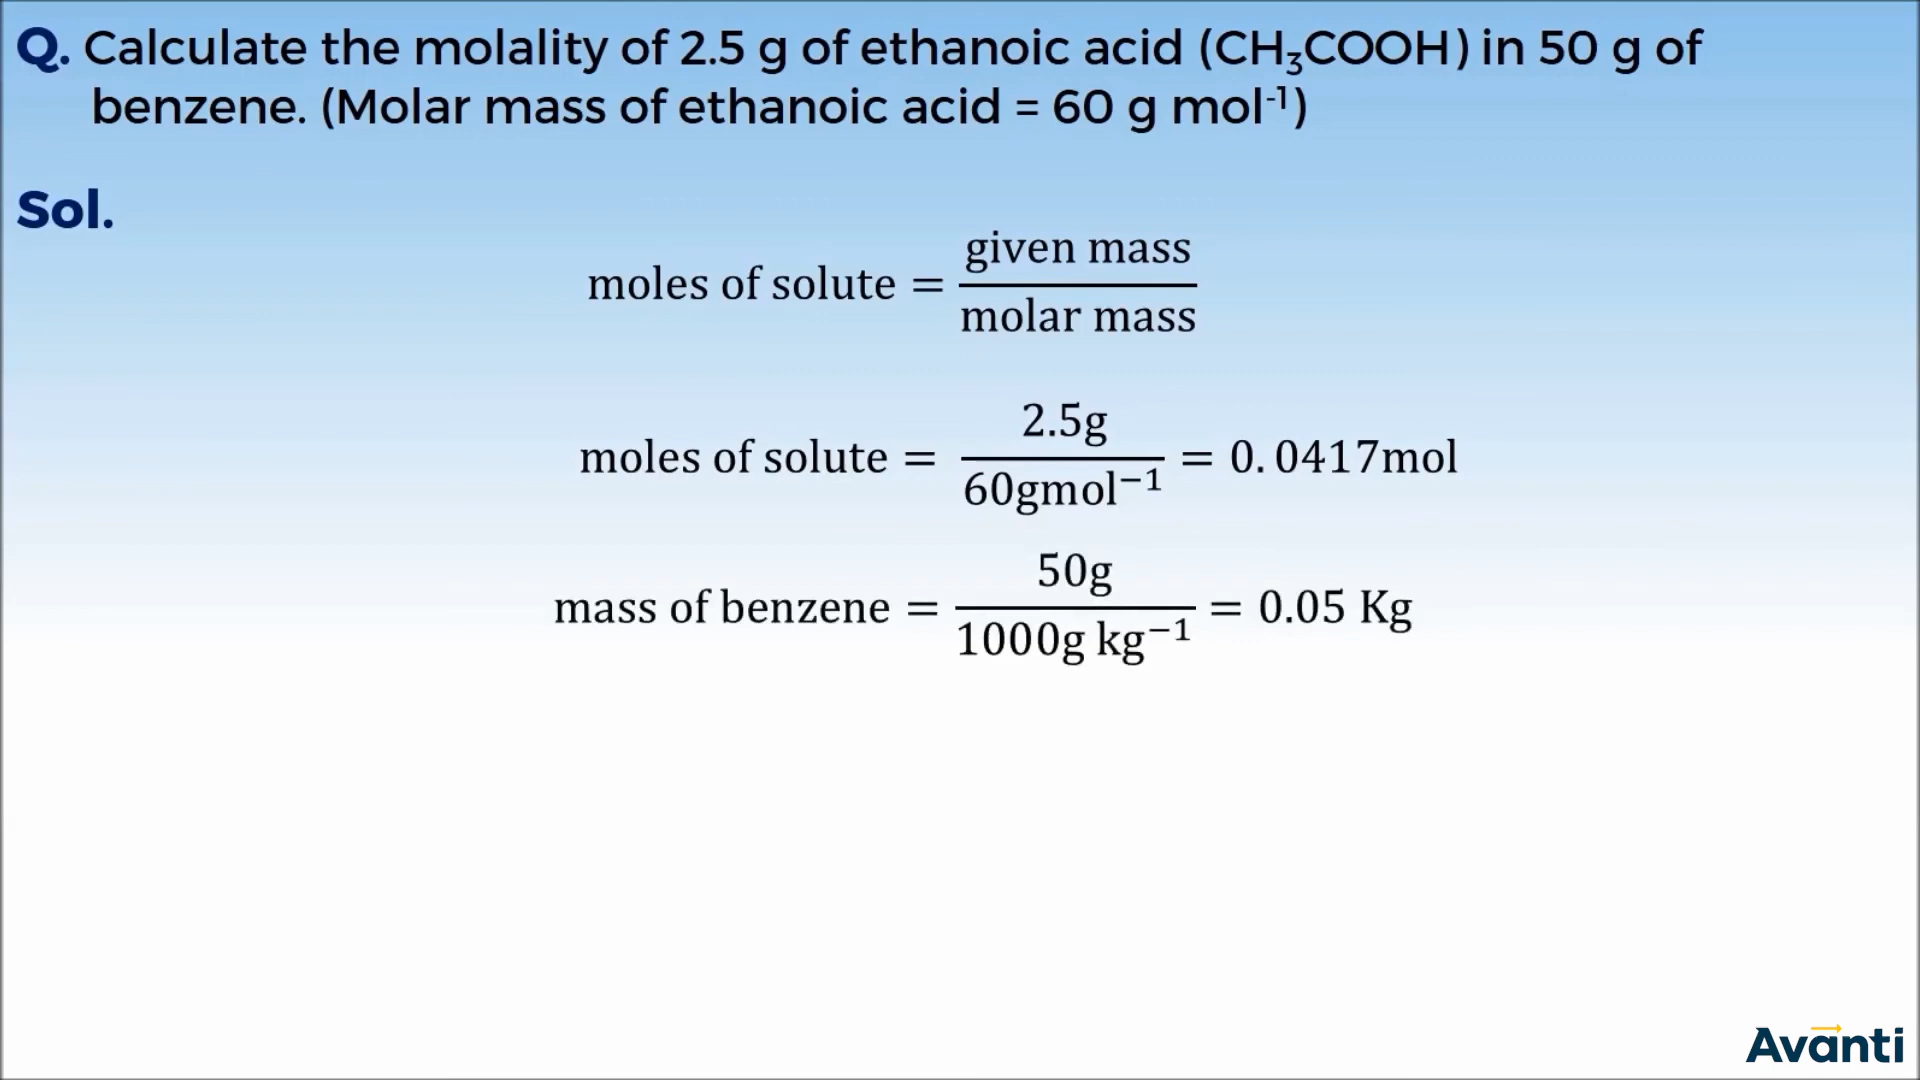 Q. Calculate the molality of 2.5 g of ethanoic acid (CH₃COOH) in 50 g of
benzene. (Molar mass of ethanoic acid = 60 g mol⁻¹)
Sol.
moles of solute = given mass / molar mass
moles of solute = 2.5g / 60gmol⁻¹ = 0.0417mol
mass of benzene = 50g / 1000g kg⁻¹ = 0.05 Kg
Avanti